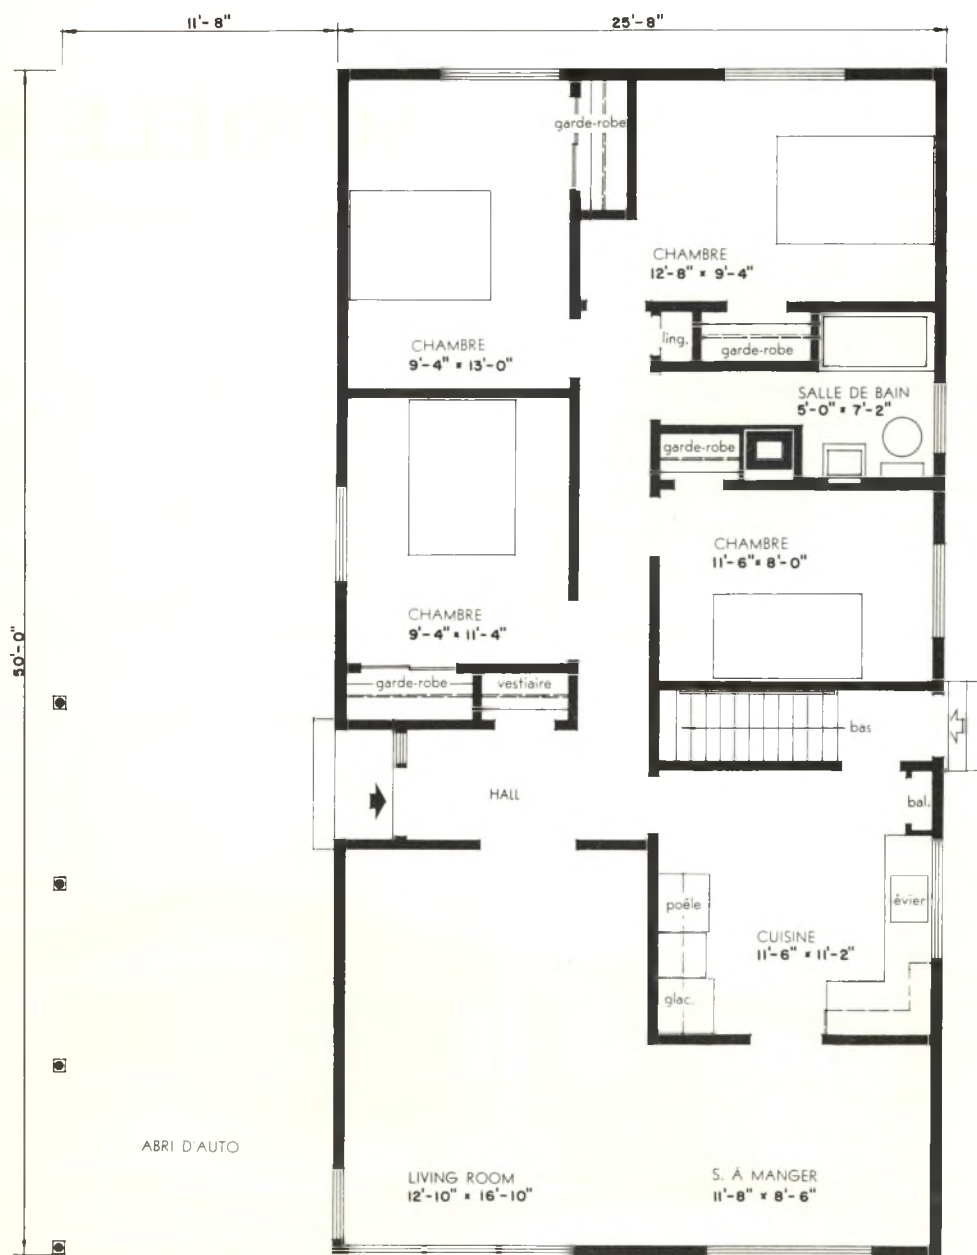 11'-8"
25'-8"
50'-0"
garde-robe
CHAMBRE
12'-8" × 9'-4"
CHAMBRE
9'-4" × 13'-0"
ling.
garde-robe
SALLE DE BAIN
5'-0" × 7'-2"
garde-robe
CHAMBRE
11'-6" × 8'-0"
CHAMBRE
9'-4" × 11'-4"
garde-robe
vestiaire
bas
HALL
bal.
poêle
évier
CUISINE
11'-6" × 11'-2"
glac.
ABRI D'AUTO
LIVING ROOM
12'-10" × 16'-10"
S. À MANGER
11'-8" × 8'-6"